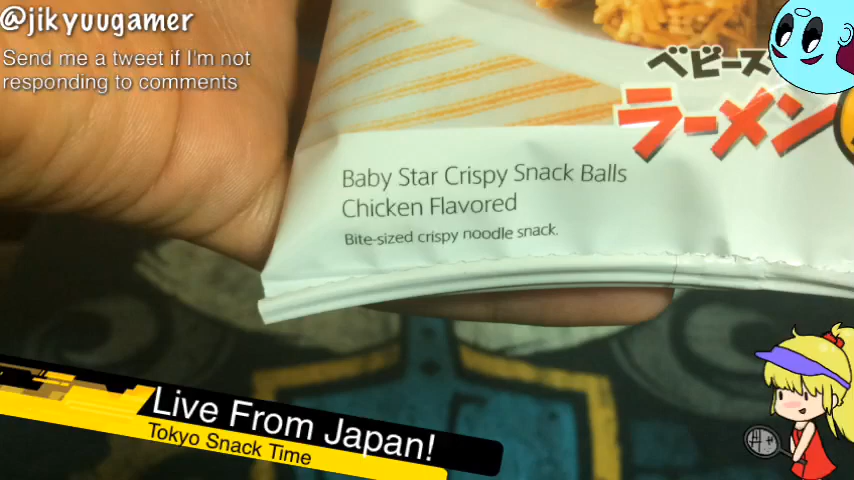 @jikyuugamer
Send me a tweet if I'm not
responding to comments
ベビース
ラーメン
Baby Star Crispy Snack Balls
Chicken Flavored
Bite-sized crispy noodle snack.
Live From Japan!
Tokyo Snack Time